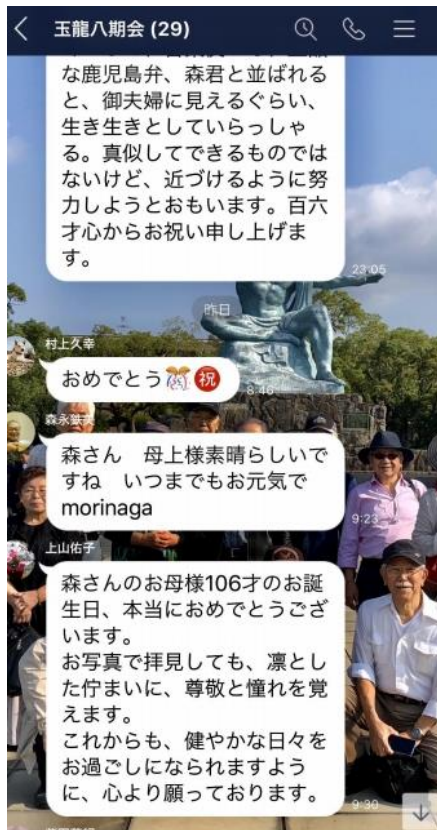 玉龍八期会 (29)
な鹿児島弁、森君と並ばれる
と、御夫婦に見えるぐらい、
生き生きとしていらっしゃ
る。真似してできるものでは
ないけど、近づけるように努
力しようとおもいます。百六
才心からお祝い申し上げま
す。
23:05
昨日
村上久幸
おめでとう🎊㊗️
8:46
森永
森さん　母上様素晴らしいで
すね　いつまでもお元気で
morinaga
9:23
上山佑子
森さんのお母様106才のお誕
生日、本当におめでとうござ
います。
お写真で拝見しても、凛とし
た佇まいに、尊敬と憧れを覚
えます。
これからも、健やかな日々を
お過ごしになられますよう
に、心より願っております。
9:30